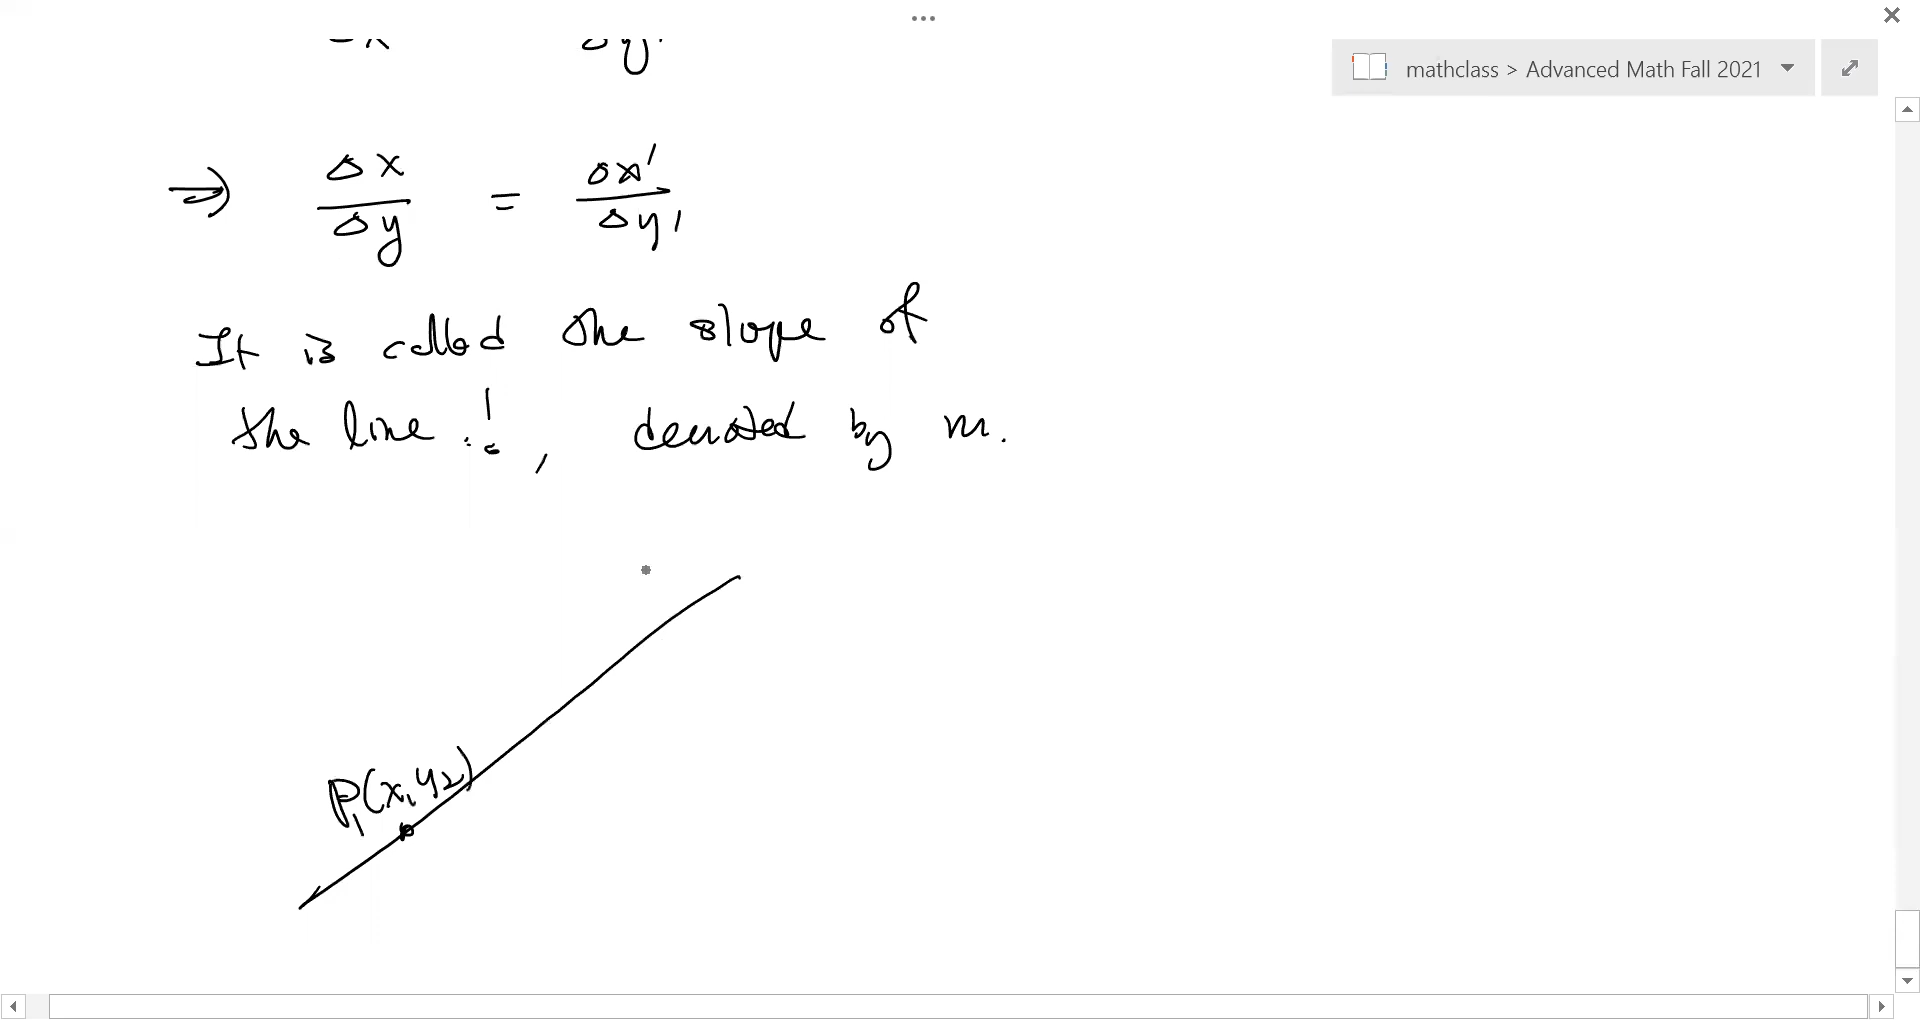 mathclass > Advanced Math Fall 2021
⇒ Δx/Δy = Δx'/Δy'
It is called the slope of
the line!, denoted by m.
P₁(x₁ y₂)